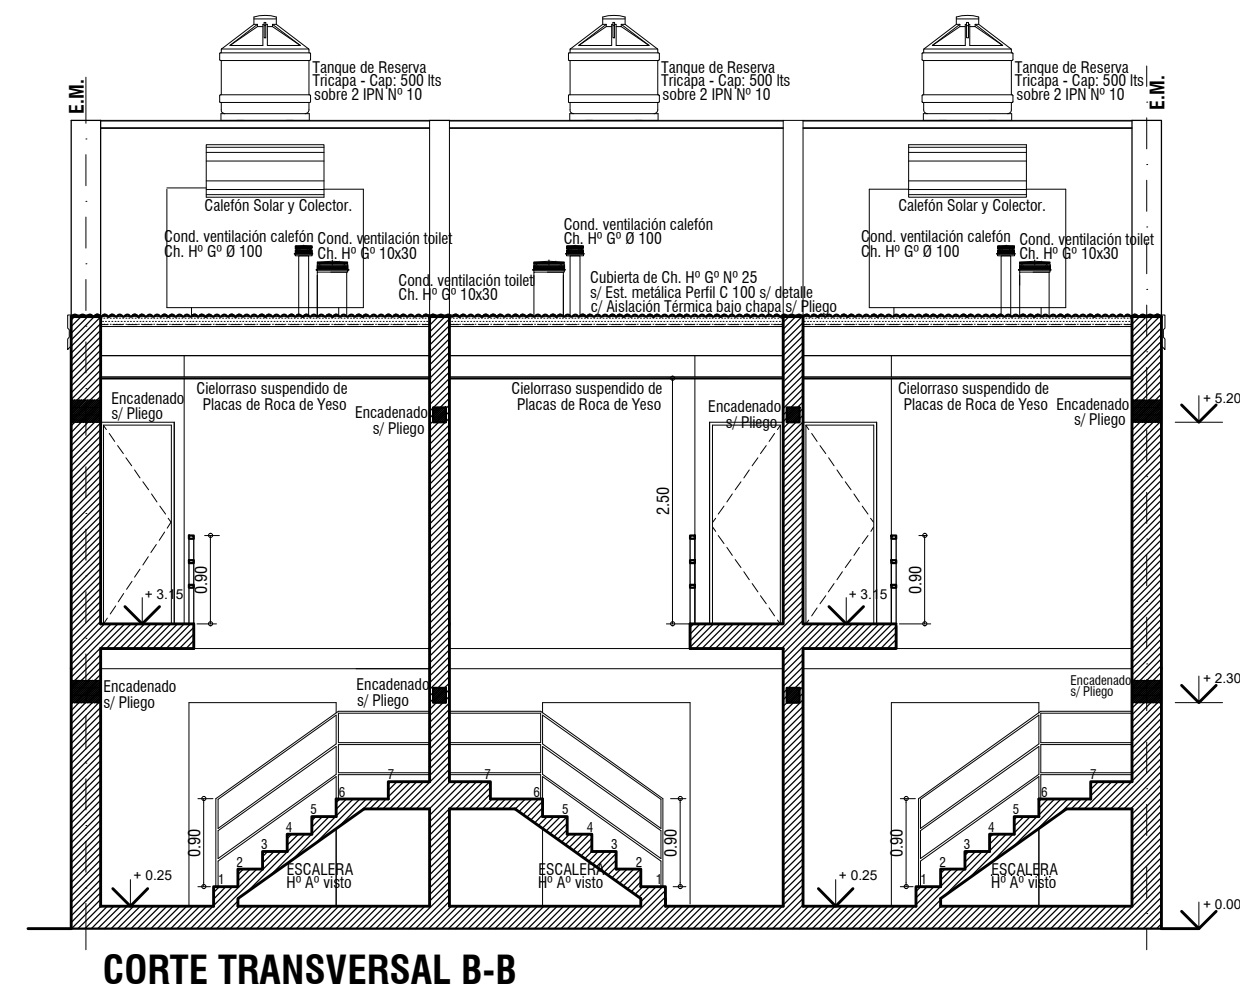 E.M.
Tanque de Reserva
Tricapa - Cap: 500 lts
sobre 2 IPN Nº 10
Tanque de Reserva
Tricapa - Cap: 500 lts
sobre 2 IPN Nº 10
Tanque de Reserva
Tricapa - Cap: 500 lts
sobre 2 IPN Nº 10
E.M.
Calefón Solar y Colector.
Calefón Solar y Colector.
Cond. ventilación calefón
Ch. Hº Gº Ø 100
Cond. ventilación toilet
Ch. Hº Gº 10x30
Cond. ventilación calefón
Ch. Hº Gº Ø 100
Cond. ventilación calefón
Ch. Hº Gº Ø 100
Cond. ventilación toilet
Ch. Hº Gº 10x30
Cond. ventilación toilet
Ch. Hº Gº 10x30
Cubierta de Ch. Hº Gº Nº 25
s/ Est. metálica Perfil C 100 s/ detalle
c/ Aislación Térmica bajo chapa s/ Pliego
Encadenado
s/ Pliego
Cielorraso suspendido de
Placas de Roca de Yeso
Encadenado
s/ Pliego
Cielorraso suspendido de
Placas de Roca de Yeso
Encadenado
s/ Pliego
Cielorraso suspendido de
Placas de Roca de Yeso
Encadenado
s/ Pliego
+ 5.20
2.50
0.90
0.90
+ 3.15
+ 3.15
Encadenado
s/ Pliego
Encadenado
s/ Pliego
Encadenado
s/ Pliego
+ 2.30
0.90
1
2
3
4
5
6
7
7
6
5
4
3
2
1
0.90
0.90
1
2
3
4
5
6
7
+ 0.25
ESCALERA
Hº Aº visto
ESCALERA
Hº Aº visto
+ 0.25
ESCALERA
Hº Aº visto
+ 0.00
CORTE TRANSVERSAL B-B